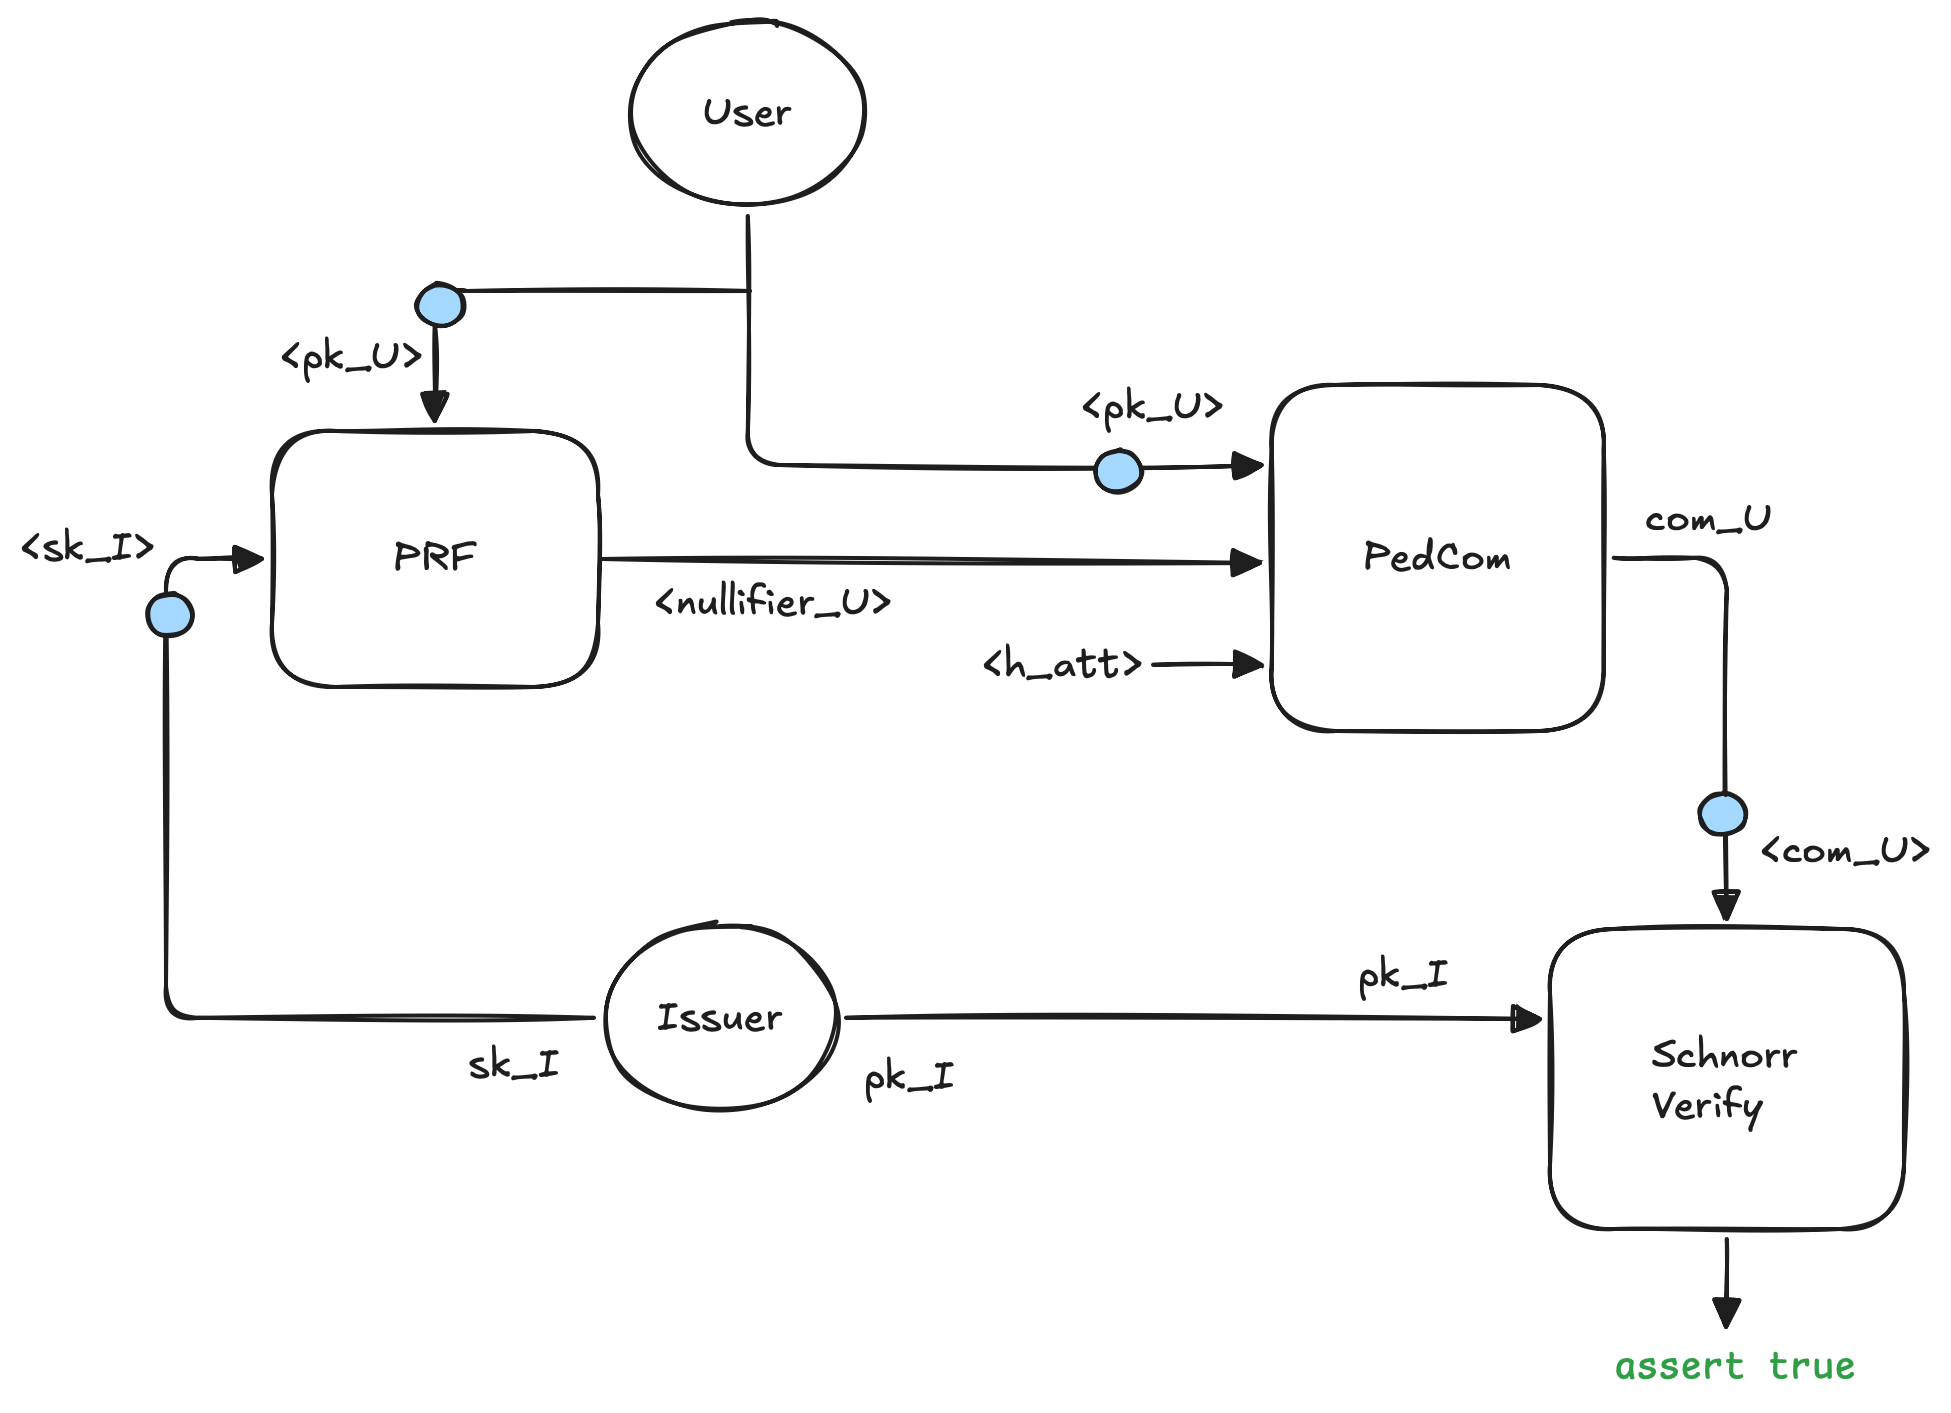 User
<pk_U>
<pk_U>
com_U
<sk_I>
PRF
PedCom
<nullifier_U>
<h_att>
<com_U>
pk_I
Issuer
sk_I
pk_I
Schnorr
Verify
assert true